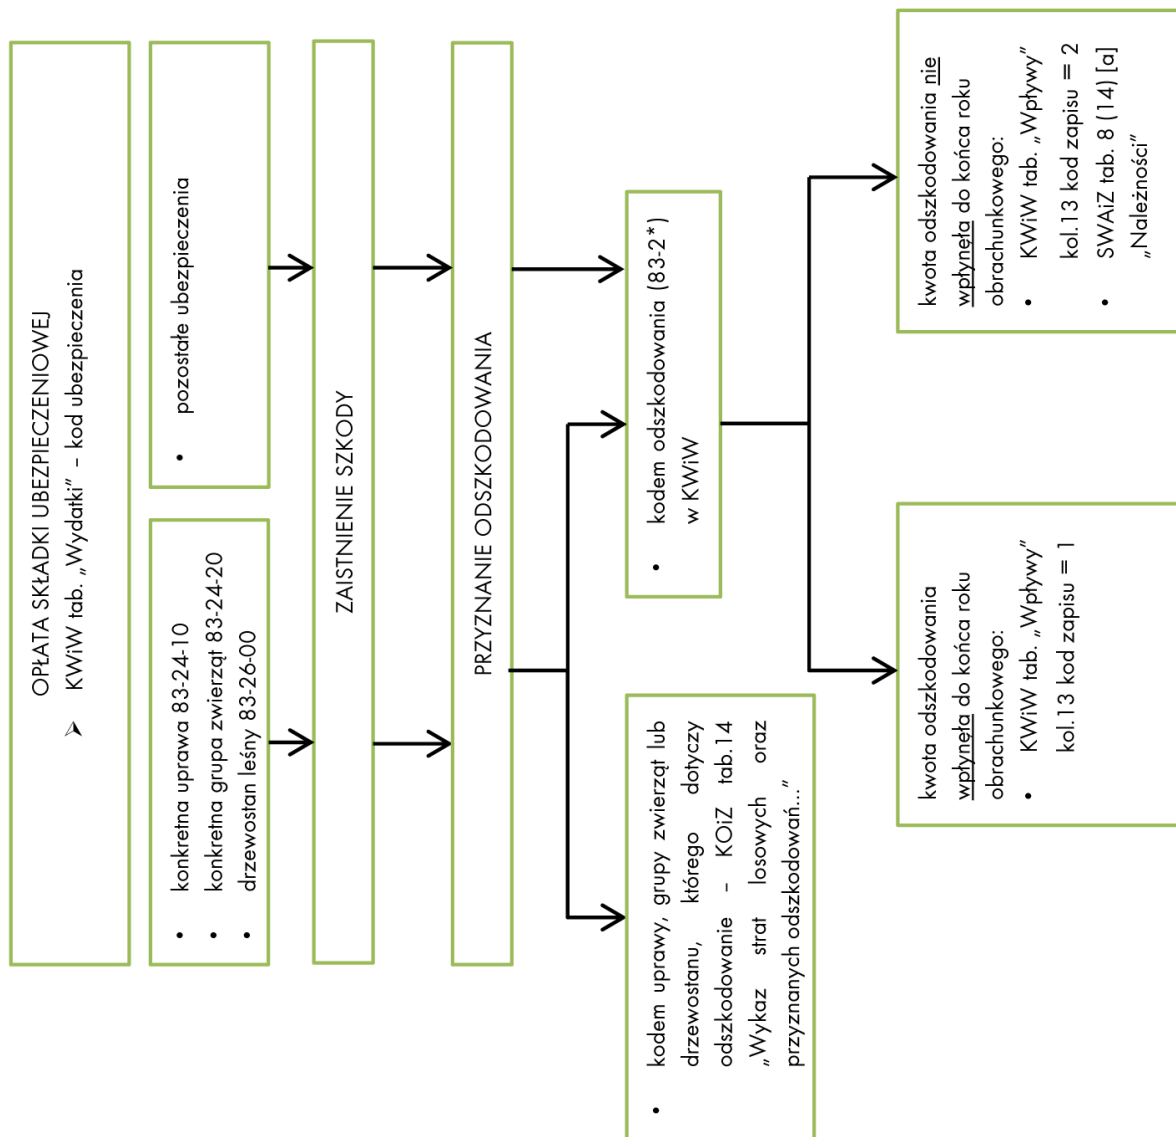 OPŁATA SKŁADKI UBEZPIECZENIOWEJ
➢ KWiW tab. „Wydatki” – kod ubezpieczenia
• konkretna uprawa 83-24-10
• konkretna grupa zwierząt 83-24-20
• drzewostan leśny 83-26-00
• pozostałe ubezpieczenia
ZAISTNIENIE SZKODY
PRZYZNANIE ODSZKODOWANIA
• kodem uprawy, grupy zwierząt lub
drzewostanu, którego dotyczy
odszkodowanie – KOiZ tab.14
„Wykaz strat losowych oraz
przyznanych odszkodowań...”
• kodem odszkodowania (83-2*)
w KWiW
kwota odszkodowania
wpłynęła do końca roku
obrachunkowego:
• KWiW tab. „Wpływy”
kol.13 kod zapisu = 1
kwota odszkodowania nie
wpłynęła do końca roku
obrachunkowego:
• KWiW tab. „Wpływy”
kol.13 kod zapisu = 2
• SWAiZ tab. 8 (14) [a]
„Należności”